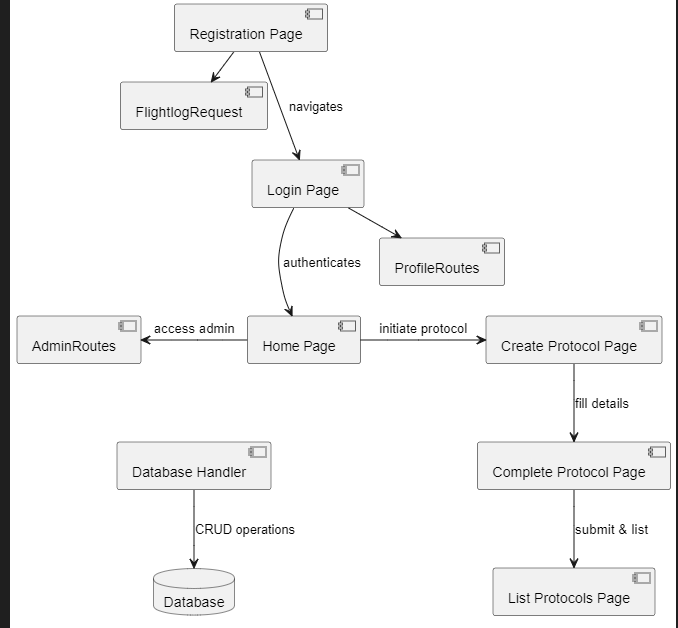 Registration Page
FlightlogRequest
navigates
Login Page
authenticates
ProfileRoutes
AdminRoutes
access admin
Home Page
initiate protocol
Create Protocol Page
fill details
Database Handler
Complete Protocol Page
CRUD operations
submit & list
Database
List Protocols Page